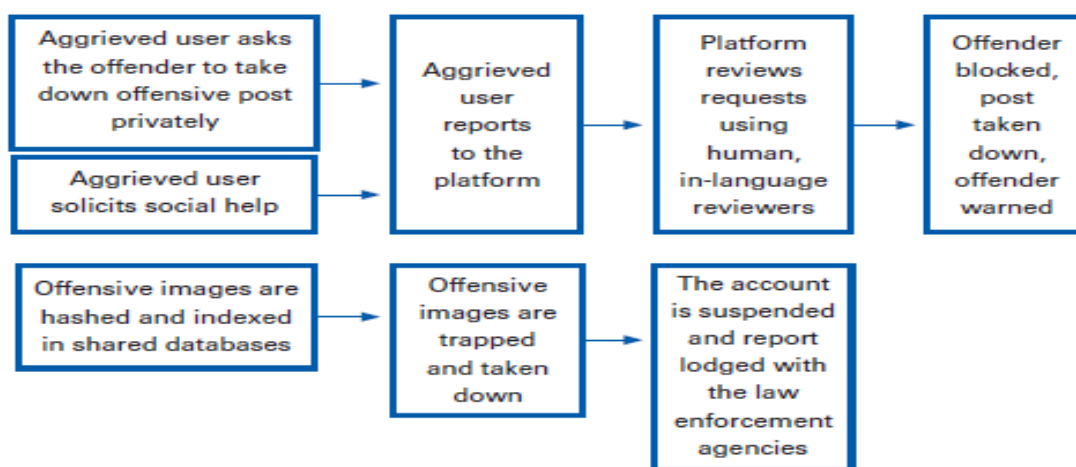 Aggrieved user asks
the offender to take
down offensive post
privately
Aggrieved user
solicits social help
Aggrieved
user
reports
to the
platform
Platform
reviews
requests
using
human,
in-language
reviewers
Offender
blocked,
post
taken
down,
offender
warned
Offensive images are
hashed and indexed
in shared databases
Offensive
images are
trapped
and taken
down
The account
is suspended
and report
lodged with
the law
enforcement
agencies